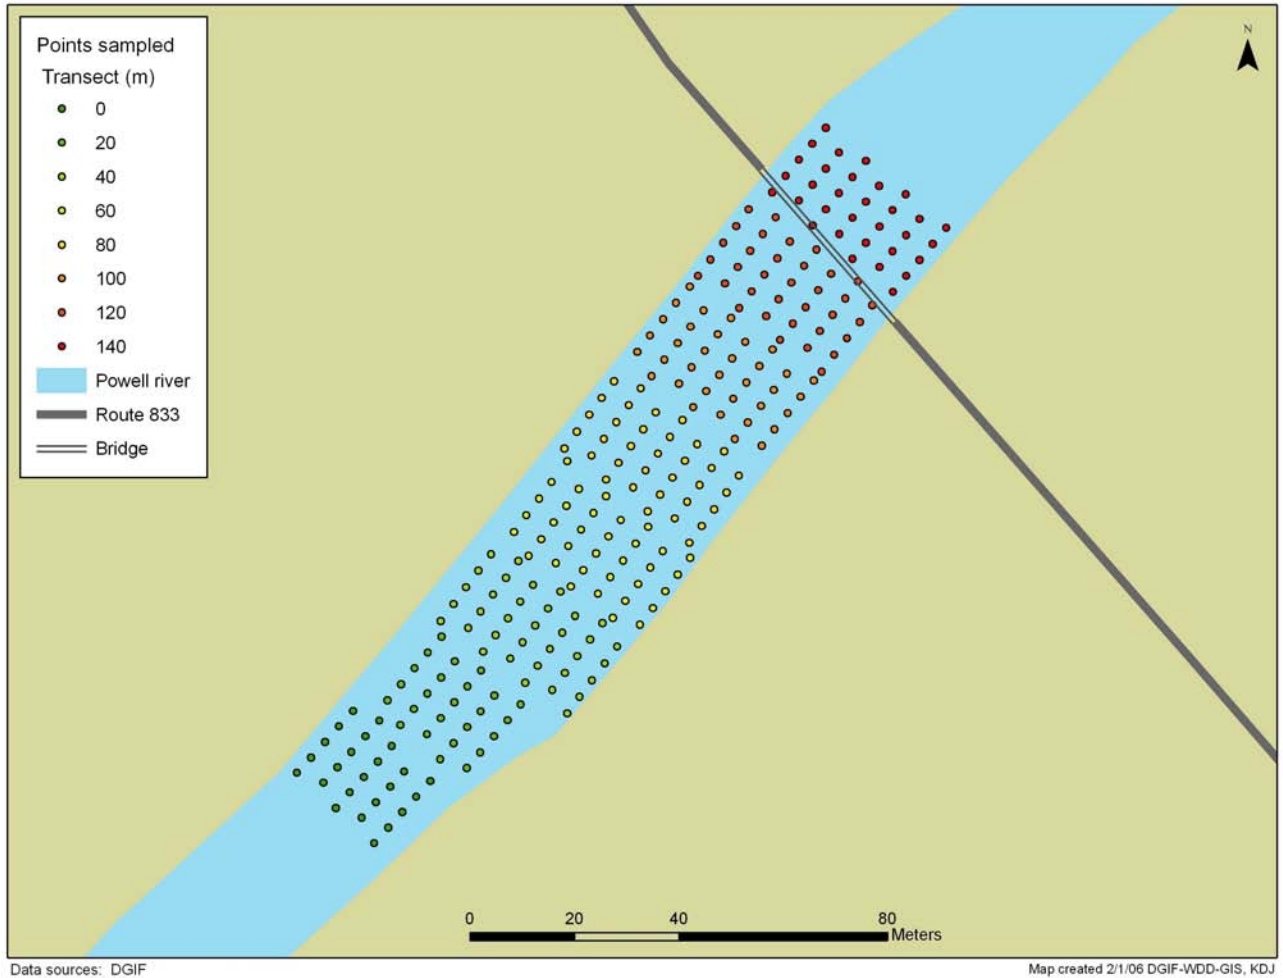 N
Points sampled
Transect (m)
0
20
40
60
80
100
120
140
Powell river
Route 833
Bridge
0 20 40 80
Meters
Data sources: DGIF
Map created 2/1/06 DGIF-WDD-GIS, KDJ